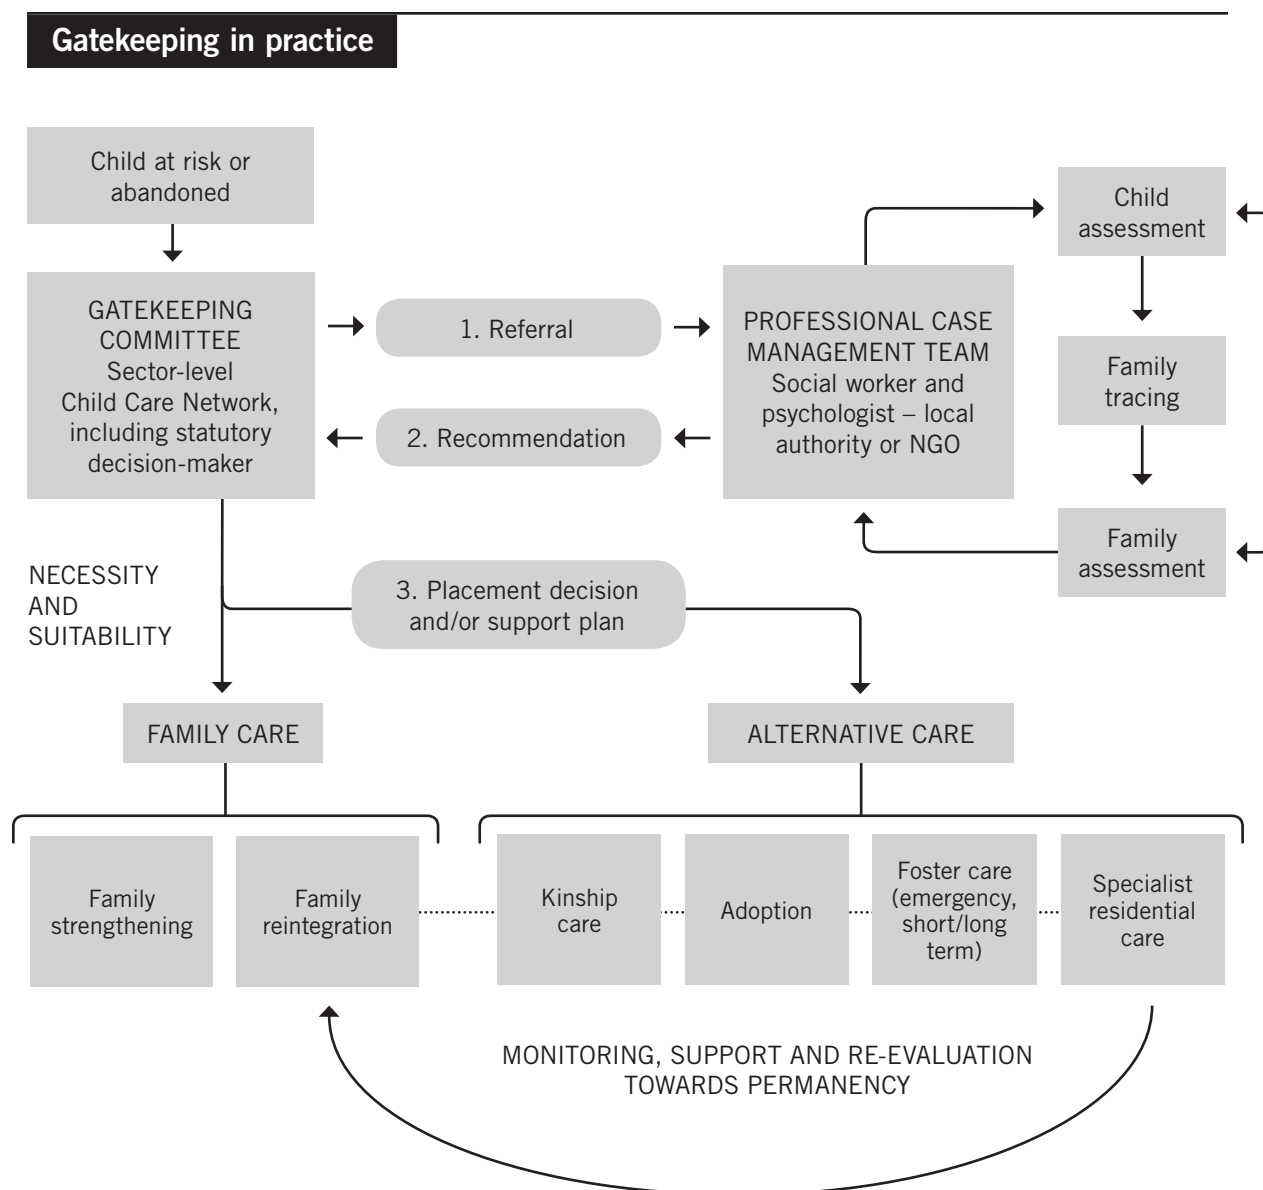 Gatekeeping in practice
Child at risk or
abandoned
GATEKEEPING
COMMITTEE
Sector-level
Child Care Network,
including statutory
decision-maker
1. Referral
2. Recommendation
PROFESSIONAL CASE
MANAGEMENT TEAM
Social worker and
psychologist – local
authority or NGO
Child
assessment
Family
tracing
Family
assessment
NECESSITY
AND
SUITABILITY
3. Placement decision
and/or support plan
FAMILY CARE
ALTERNATIVE CARE
Family
strengthening
Family
reintegration
Kinship
care
Adoption
Foster care
(emergency,
short/long
term)
Specialist
residential
care
MONITORING, SUPPORT AND RE-EVALUATION
TOWARDS PERMANENCY